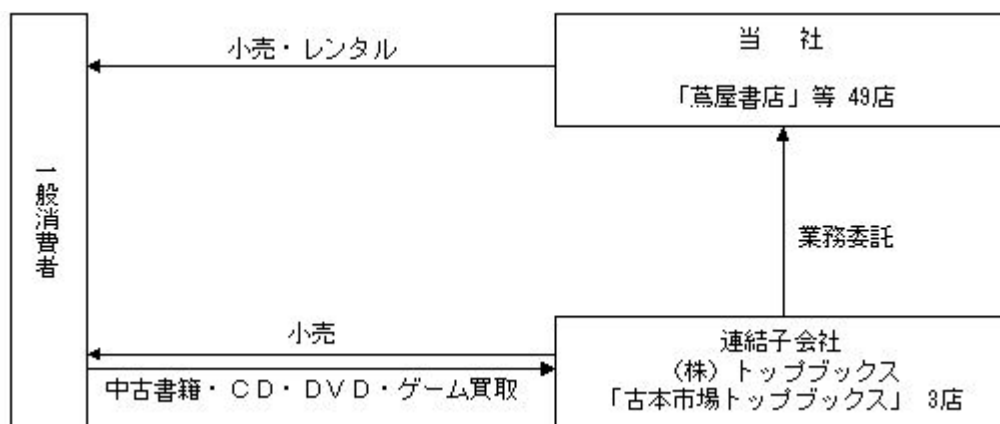 当 社
「蔦屋書店」等 49店
小売・レンタル
一般消費者
業務委託
小売
中古書籍・CD・DVD・ゲーム買取
連結子会社
(株)トップブックス
「古本市場トップブックス」 3店